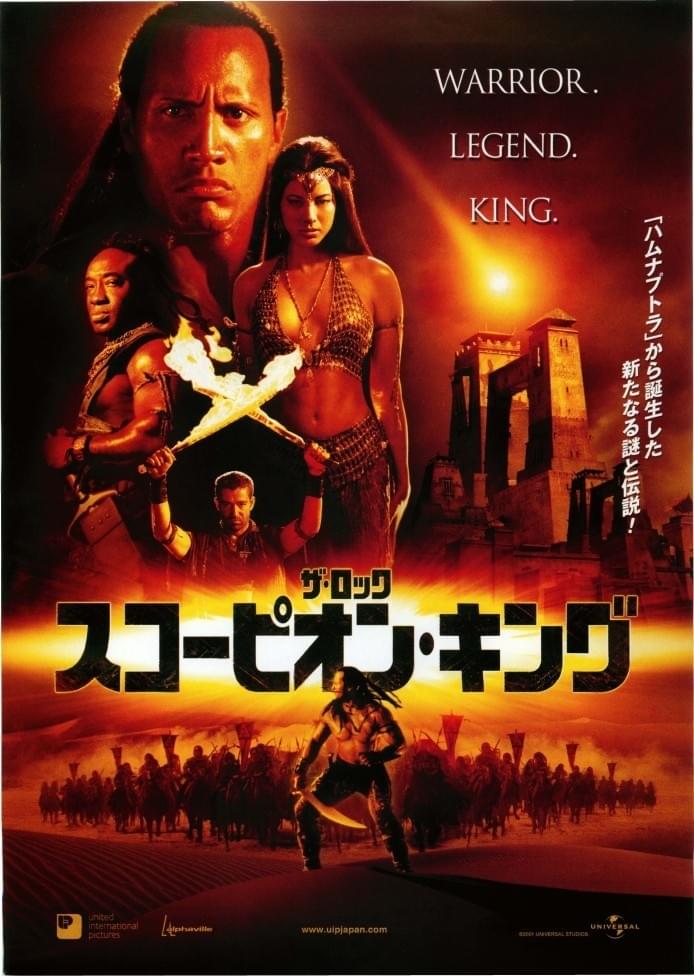 WARRIOR.
LEGEND.
KING.
「ハムナプトラ」から誕生した
新たなる謎と伝説！
ザ・ロック
スコーピオン・キング
united
international
pictures
alphaville
www.uipjapan.com
©2001 UNIVERSAL STUDIOS
UNIVERSAL